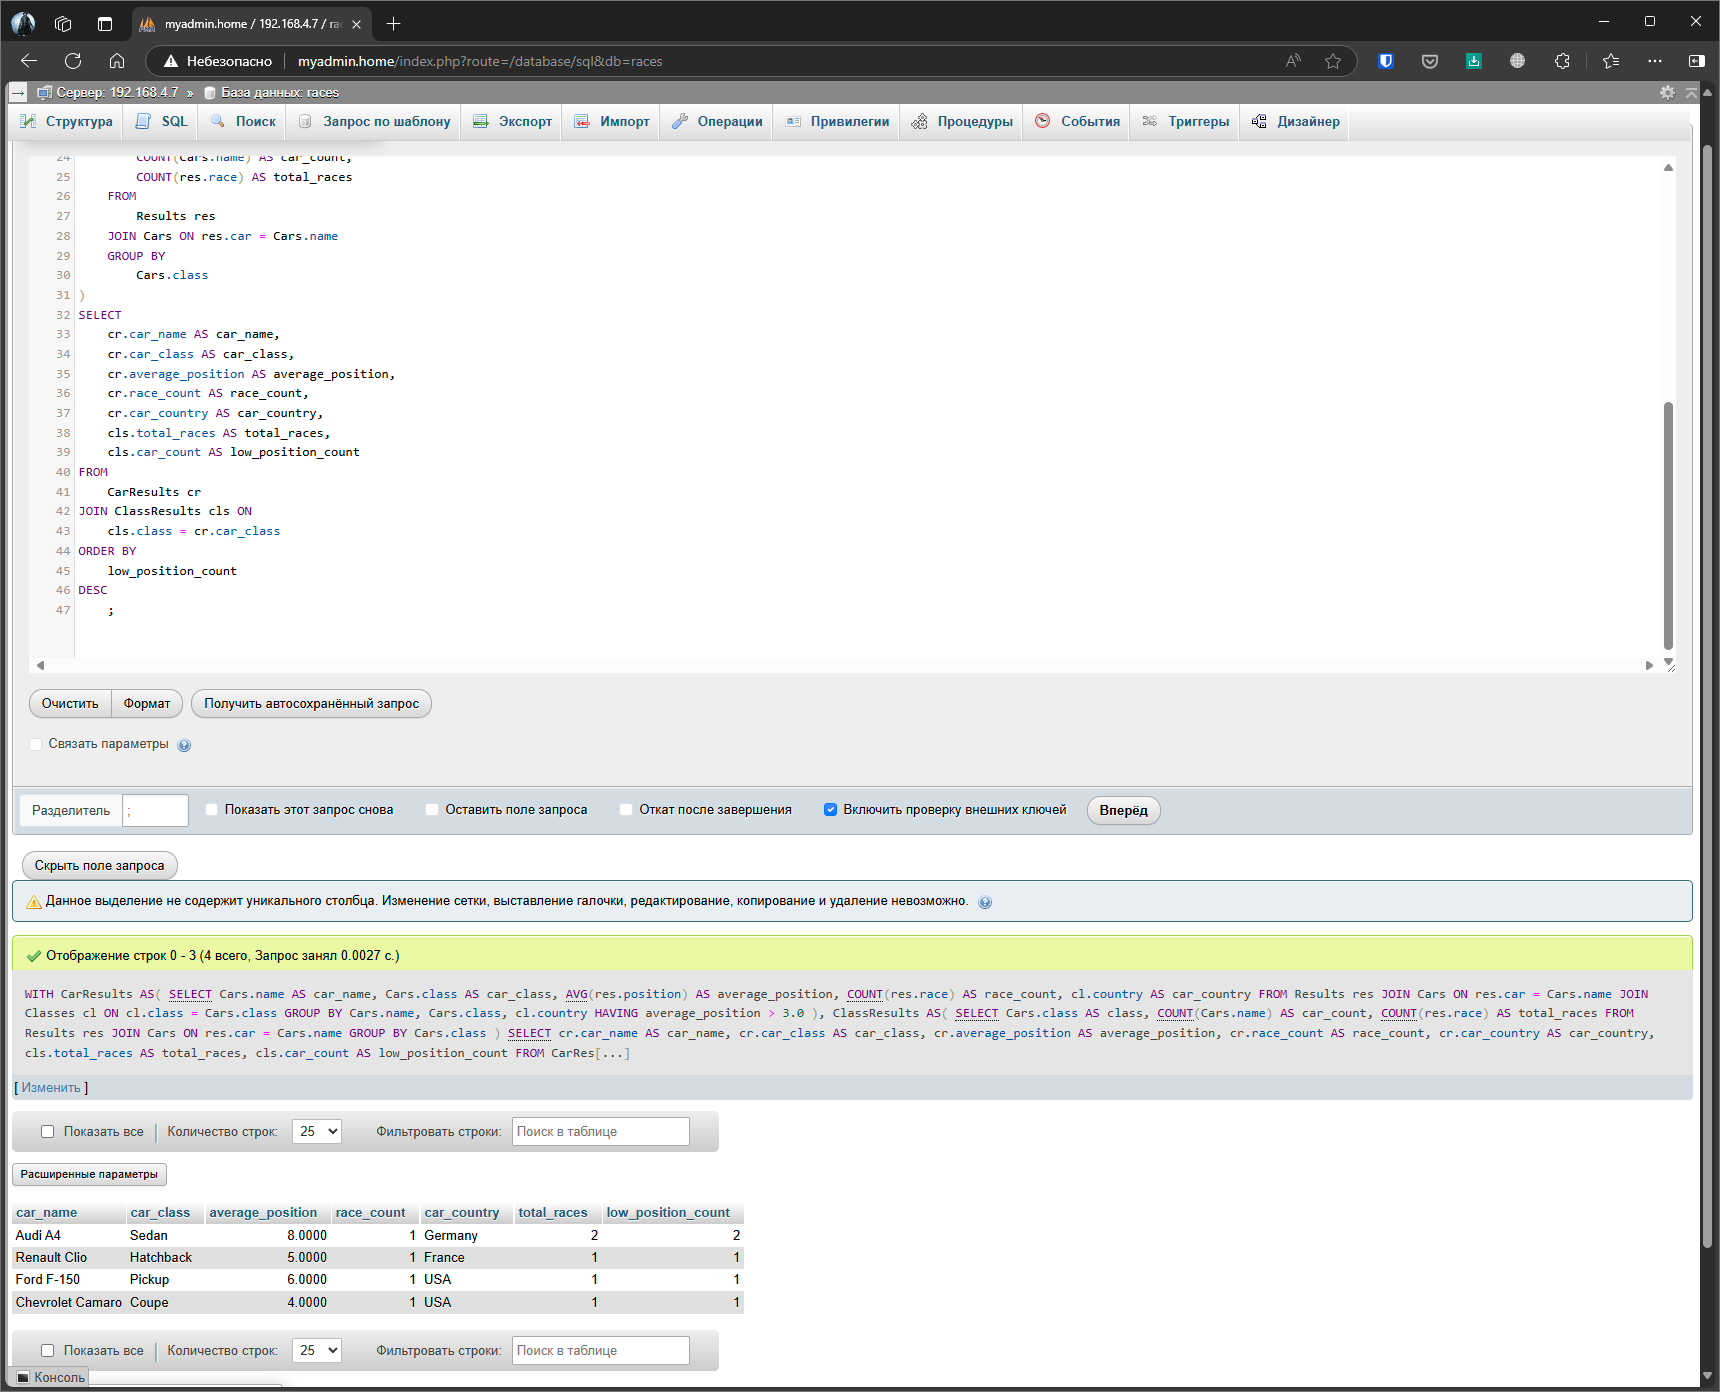 myadmin.home / 192.168.4.7 / ra
Небезопасно myadmin.home/index.php?route=/database/sql&db=races
Сервер: 192.168.4.7 » База данных: races
Структура SQL Поиск Запрос по шаблону Экспорт Импорт Операции Привилегии Процедуры События Триггеры Дизайнер
24 COUNT(Cars.name) AS car_count,
25 COUNT(res.race) AS total_races
26 FROM
27 Results res
28 JOIN Cars ON res.car = Cars.name
29 GROUP BY
30 Cars.class
31 )
32 SELECT
33 cr.car_name AS car_name,
34 cr.car_class AS car_class,
35 cr.average_position AS average_position,
36 cr.race_count AS race_count,
37 cr.car_country AS car_country,
38 cls.total_races AS total_races,
39 cls.car_count AS low_position_count
40 FROM
41 CarResults cr
42 JOIN ClassResults cls ON
43 cls.class = cr.car_class
44 ORDER BY
45 low_position_count
46 DESC
47 ;
Очистить Формат Получить автосохранённый запрос
Связать параметры
Разделитель ; Показать этот запрос снова Оставить поле запроса Откат после завершения Включить проверку внешних ключей Вперёд
Скрыть поле запроса
Данное выделение не содержит уникального столбца. Изменение сетки, выставление галочки, редактирование, копирование и удаление невозможно.
Отображение строк 0 - 3 (4 всего, Запрос занял 0.0027 с.)
WITH CarResults AS( SELECT Cars.name AS car_name, Cars.class AS car_class, AVG(res.position) AS average_position, COUNT(res.race) AS race_count, cl.country AS car_country FROM Results res JOIN Cars ON res.car = Cars.name JOIN
Classes cl ON cl.class = Cars.class GROUP BY Cars.name, Cars.class, cl.country HAVING average_position > 3.0 ), ClassResults AS( SELECT Cars.class AS class, COUNT(Cars.name) AS car_count, COUNT(res.race) AS total_races FROM
Results res JOIN Cars ON res.car = Cars.name GROUP BY Cars.class ) SELECT cr.car_name AS car_name, cr.car_class AS car_class, cr.average_position AS average_position, cr.race_count AS race_count, cr.car_country AS car_country,
cls.total_races AS total_races, cls.car_count AS low_position_count FROM CarRes[...]
[ Изменить ]
Показать все Количество строк: 25 Фильтровать строки: Поиск в таблице
Расширенные параметры
car_name car_class average_position race_count car_country total_races low_position_count
Audi A4 Sedan 8.0000 1 Germany 2 2
Renault Clio Hatchback 5.0000 1 France 1 1
Ford F-150 Pickup 6.0000 1 USA 1 1
Chevrolet Camaro Coupe 4.0000 1 USA 1 1
Показать все Количество строк: 25 Фильтровать строки: Поиск в таблице
Консоль